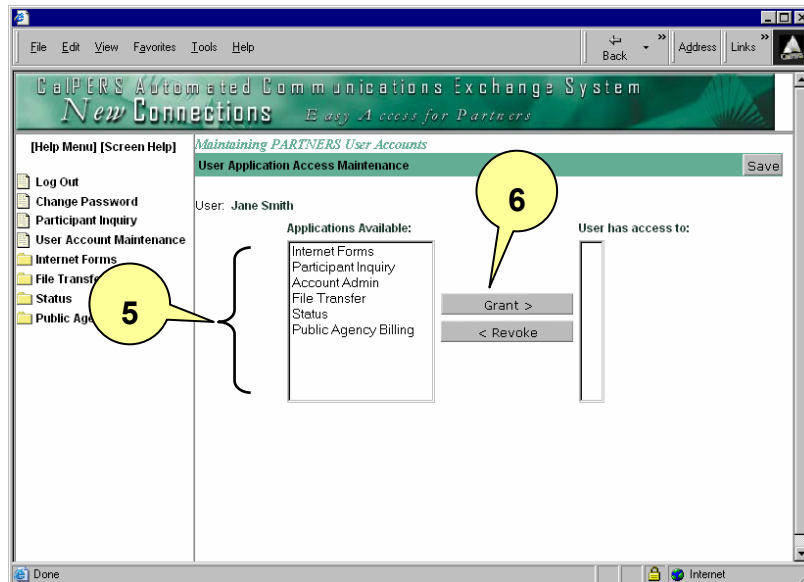 File Edit View Favorites Tools Help
Back
Address
Links
CalPERS Automated Communications Exchange System
New Connections Easy Access for Partners
[Help Menu] [Screen Help]
Log Out
Change Password
Participant Inquiry
User Account Maintenance
Internet Forms
File Transfe
Status
Public Age
Maintaining PARTNERS User Accounts
User Application Access Maintenance
Save
User: Jane Smith
Applications Available:
Internet Forms
Participant Inquiry
Account Admin
File Transfer
Status
Public Agency Billing
Grant >
< Revoke
User has access to:
5
6
Done
Internet